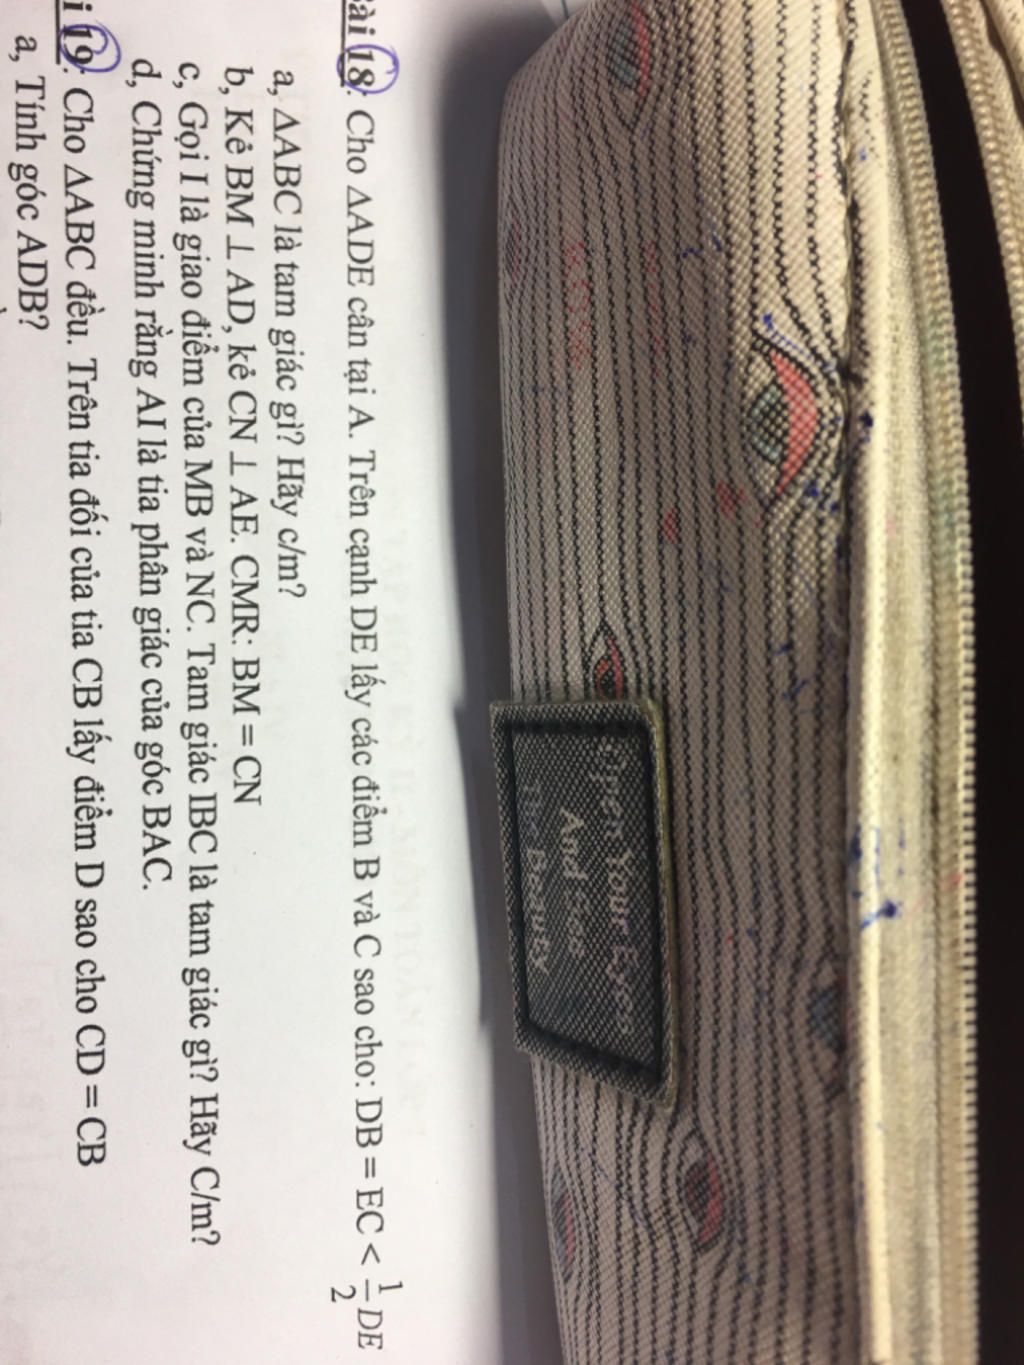 ài 18: Cho ΔADE cân tại A. Trên cạnh DE lấy các điểm B và C sao cho: DB = EC < 1/2 DE
a, ΔABC là tam giác gì? Hãy c/m?
b, Kẻ BM ⊥ AD, kẻ CN ⊥ AE. CMR: BM = CN
c, Gọi I là giao điểm của MB và NC. Tam giác IBC là tam giác gì? Hãy C/m?
d, Chứng minh rằng AI là tia phân giác của góc BAC.
i 19: Cho ΔABC đều. Trên tia đối của tia CB lấy điểm D sao cho CD = CB
a, Tính góc ADB?
Open Your Eyes
And See
The Beauty